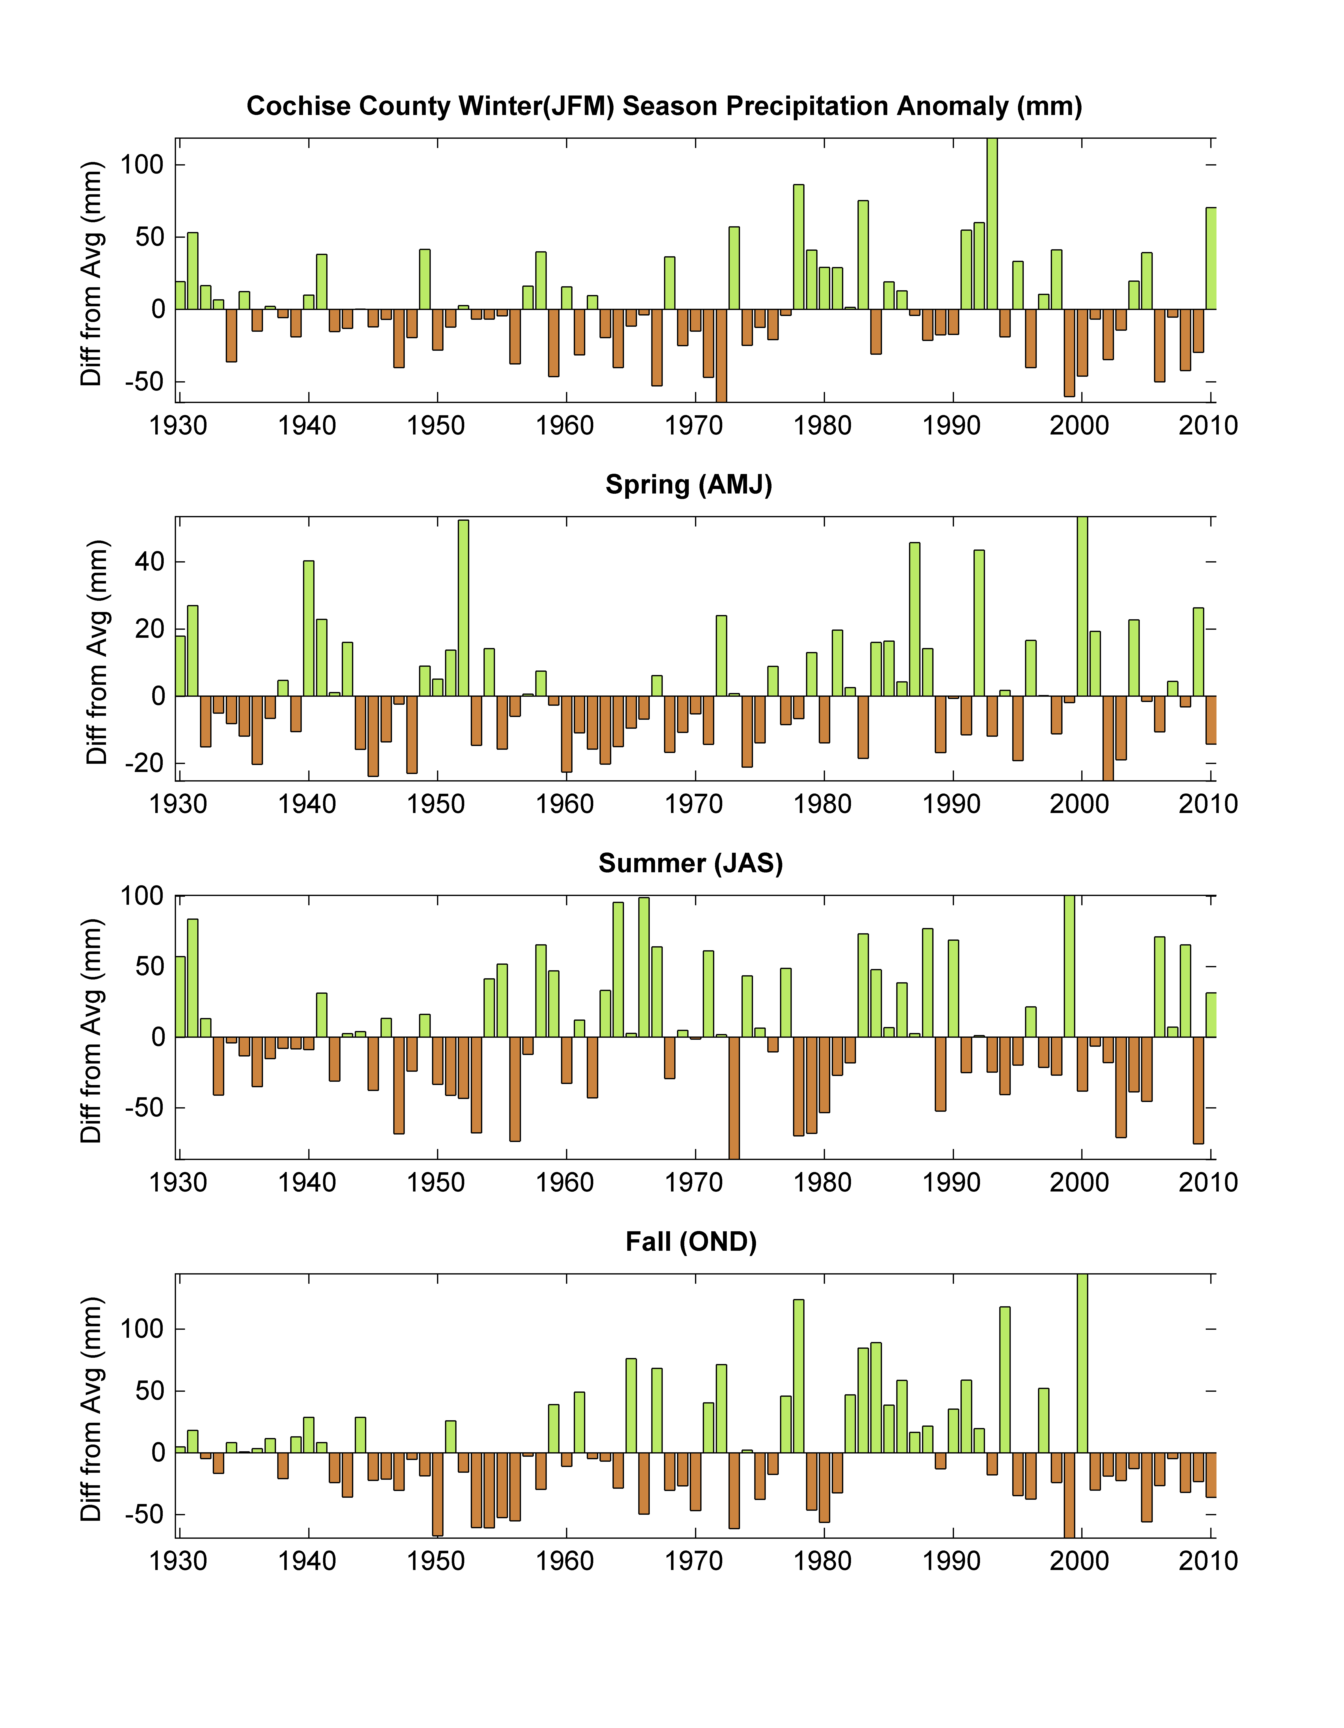 Cochise County Winter(JFM) Season Precipitation Anomaly (mm)
Diff from Avg (mm)
100
50
0
-50
1930 1940 1950 1960 1970 1980 1990 2000 2010
Spring (AMJ)
Diff from Avg (mm)
40
20
0
-20
1930 1940 1950 1960 1970 1980 1990 2000 2010
Summer (JAS)
Diff from Avg (mm)
100
50
0
-50
1930 1940 1950 1960 1970 1980 1990 2000 2010
Fall (OND)
Diff from Avg (mm)
100
50
0
-50
1930 1940 1950 1960 1970 1980 1990 2000 2010